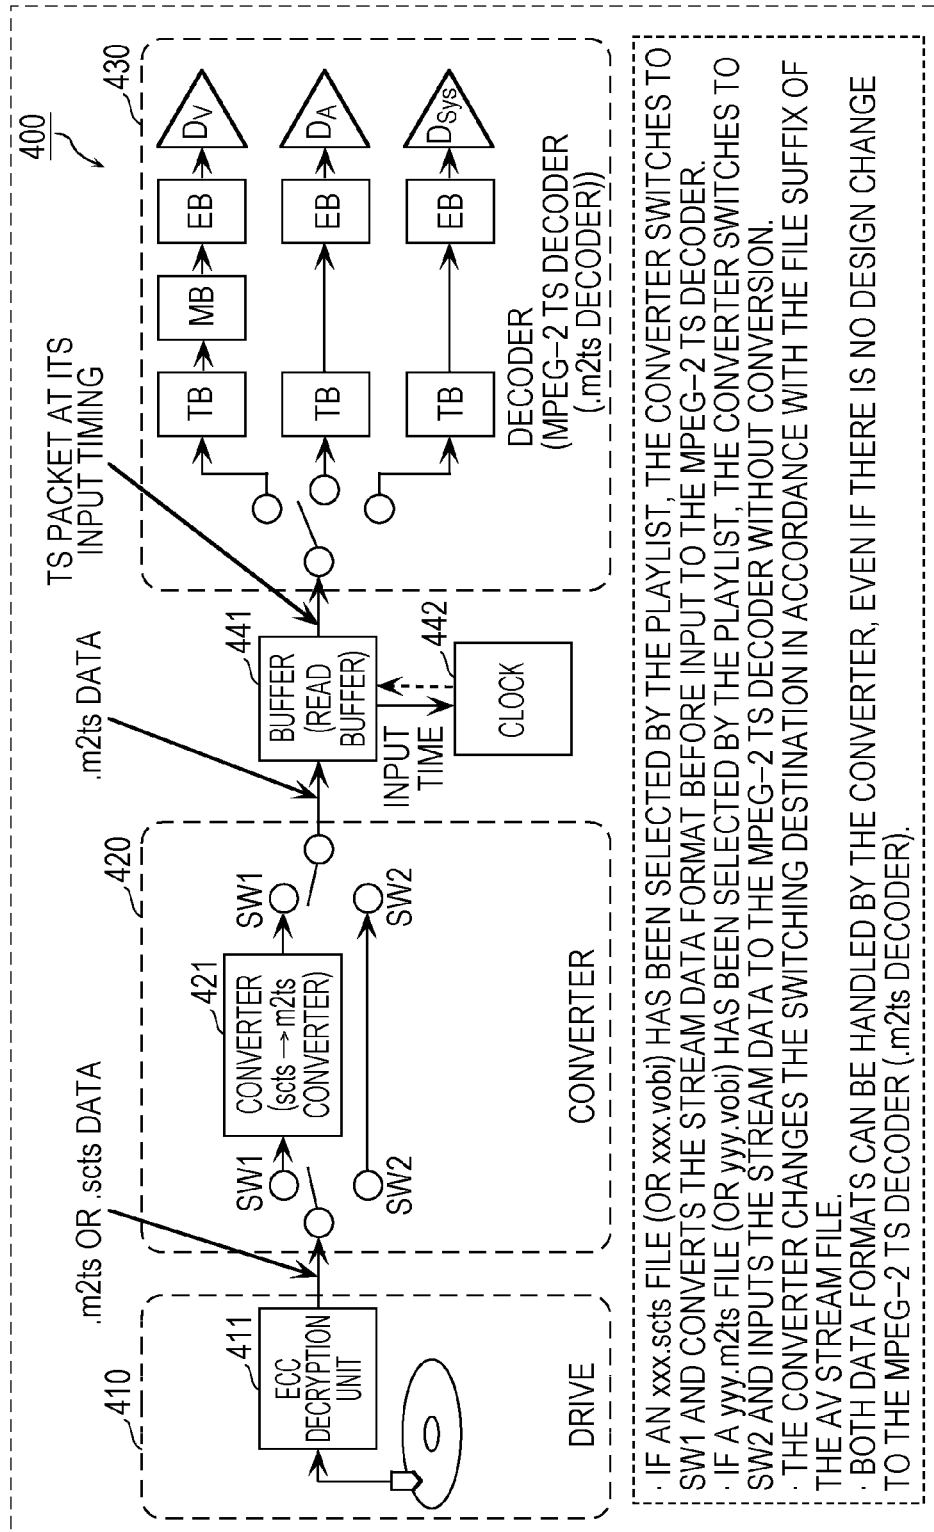 400
410
411
ECC
DECRYPTION
UNIT
DRIVE
.m2ts OR .scts DATA
420
SW1
421
CONVERTER
(scts→m2ts
CONVERTER)
SW1
SW2
SW2
CONVERTER
.m2ts DATA
441
BUFFER
(READ
BUFFER)
INPUT
TIME
442
CLOCK
TS PACKET AT ITS
INPUT TIMING
430
TB
MB
EB
DV
TB
EB
DA
TB
EB
DSys
DECODER
(MPEG-2 TS DECODER
(.m2ts DECODER))
· IF AN xxx.scts FILE (OR xxx.vobi) HAS BEEN SELECTED BY THE PLAYLIST, THE CONVERTER SWITCHES TO
SW1 AND CONVERTS THE STREAM DATA FORMAT BEFORE INPUT TO THE MPEG-2 TS DECODER.
· IF A yyy.m2ts FILE (OR yyy.vobi) HAS BEEN SELECTED BY THE PLAYLIST, THE CONVERTER SWITCHES TO
SW2 AND INPUTS THE STREAM DATA TO THE MPEG-2 TS DECODER WITHOUT CONVERSION.
· THE CONVERTER CHANGES THE SWITCHING DESTINATION IN ACCORDANCE WITH THE FILE SUFFIX OF
THE AV STREAM FILE.
· BOTH DATA FORMATS CAN BE HANDLED BY THE CONVERTER, EVEN IF THERE IS NO DESIGN CHANGE
TO THE MPEG-2 TS DECODER (.m2ts DECODER).